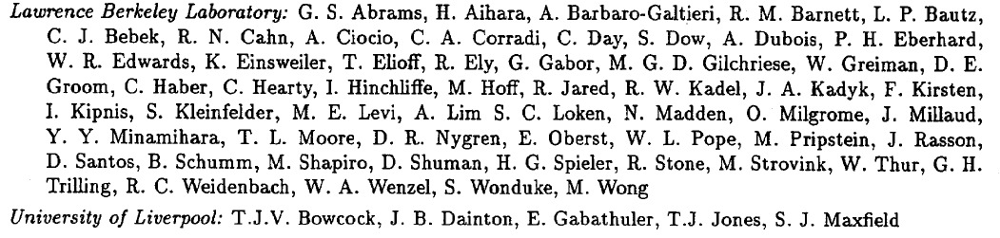 Lawrence Berkeley Laboratory: G. S. Abrams, H. Aihara, A. Barbaro-Galtieri, R. M. Barnett, L. P. Bautz,
C. J. Bebek, R. N. Cahn, A. Ciocio, C. A. Corradi, C. Day, S. Dow, A. Dubois, P. H. Eberhard,
W. R. Edwards, K. Einsweiler, T. Elioff, R. Ely, G. Gabor, M. G. D. Gilchriese, W. Greiman, D. E.
Groom, C. Haber, C. Hearty, I. Hinchliffe, M. Hoff, R. Jared, R. W. Kadel, J. A. Kadyk, F. Kirsten,
I. Kipnis, S. Kleinfelder, M. E. Levi, A. Lim S. C. Loken, N. Madden, O. Milgrome, J. Millaud,
Y. Y. Minamihara, T. L. Moore, D. R. Nygren, E. Oberst, W. L. Pope, M. Pripstein, J. Rasson,
D. Santos, B. Schumm, M. Shapiro, D. Shuman, H. G. Spieler, R. Stone, M. Strovink, W. Thur, G. H.
Trilling, R. C. Weidenbach, W. A. Wenzel, S. Wonduke, M. Wong
University of Liverpool: T.J.V. Bowcock, J. B. Dainton, E. Gabathuler, T.J. Jones, S. J. Maxfield